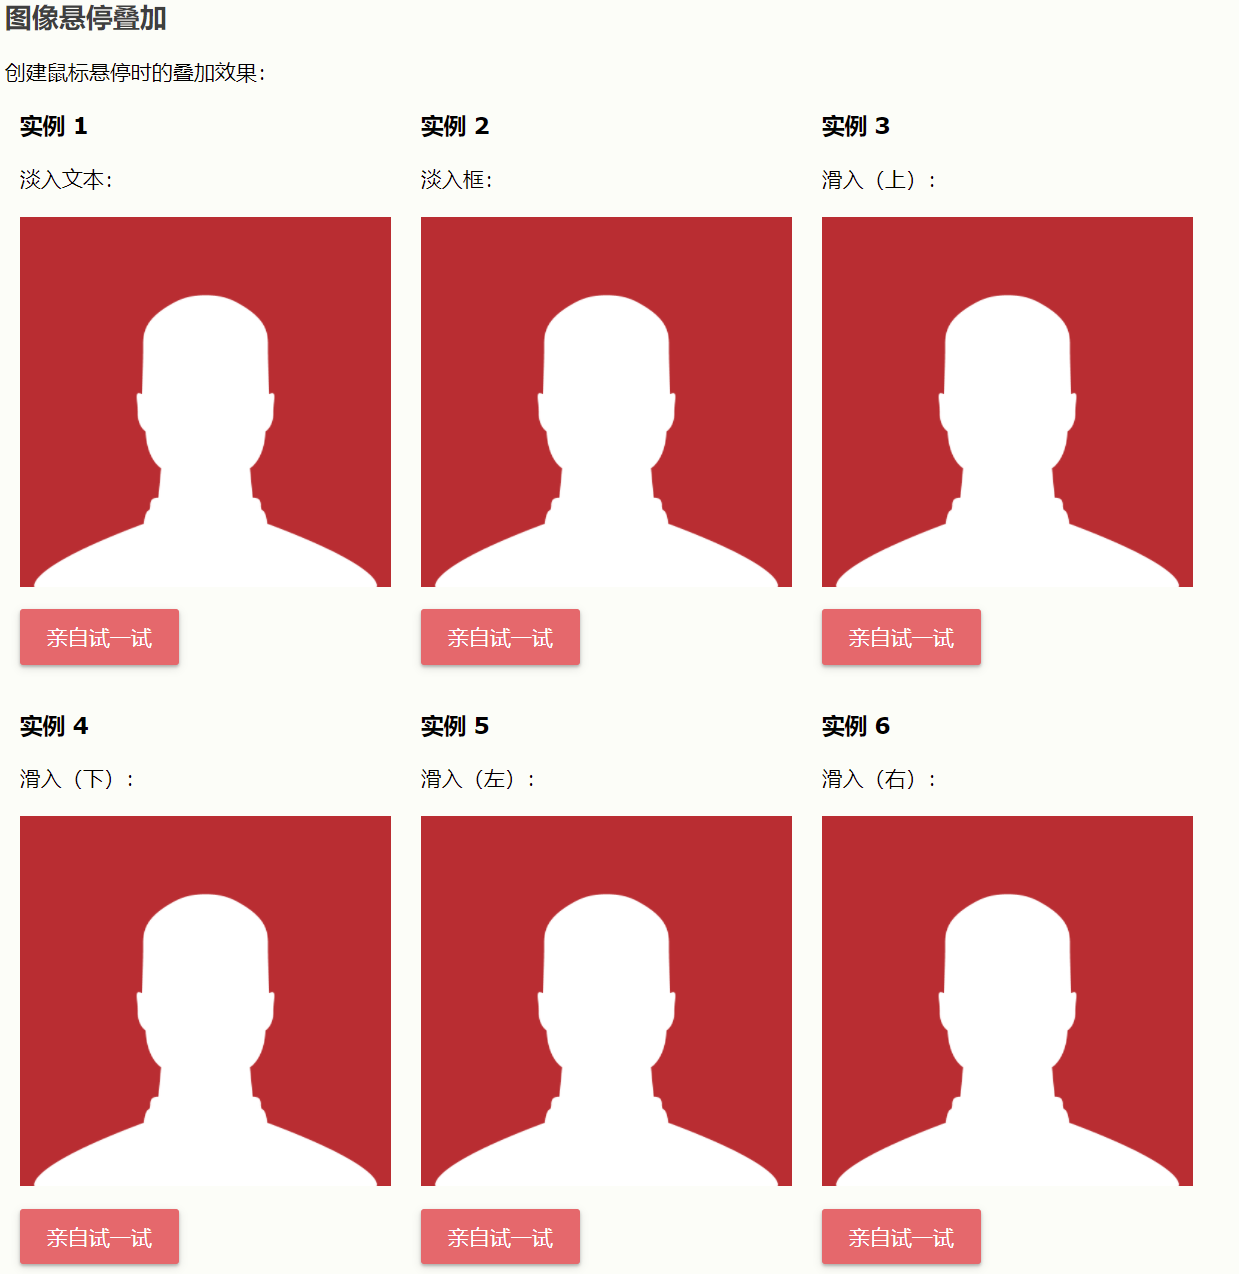 图像悬停叠加
创建鼠标悬停时的叠加效果：
实例 1
淡入文本：
亲自试一试
实例 2
淡入框：
亲自试一试
实例 3
滑入（上）：
亲自试一试
实例 4
滑入（下）：
亲自试一试
实例 5
滑入（左）：
亲自试一试
实例 6
滑入（右）：
亲自试一试